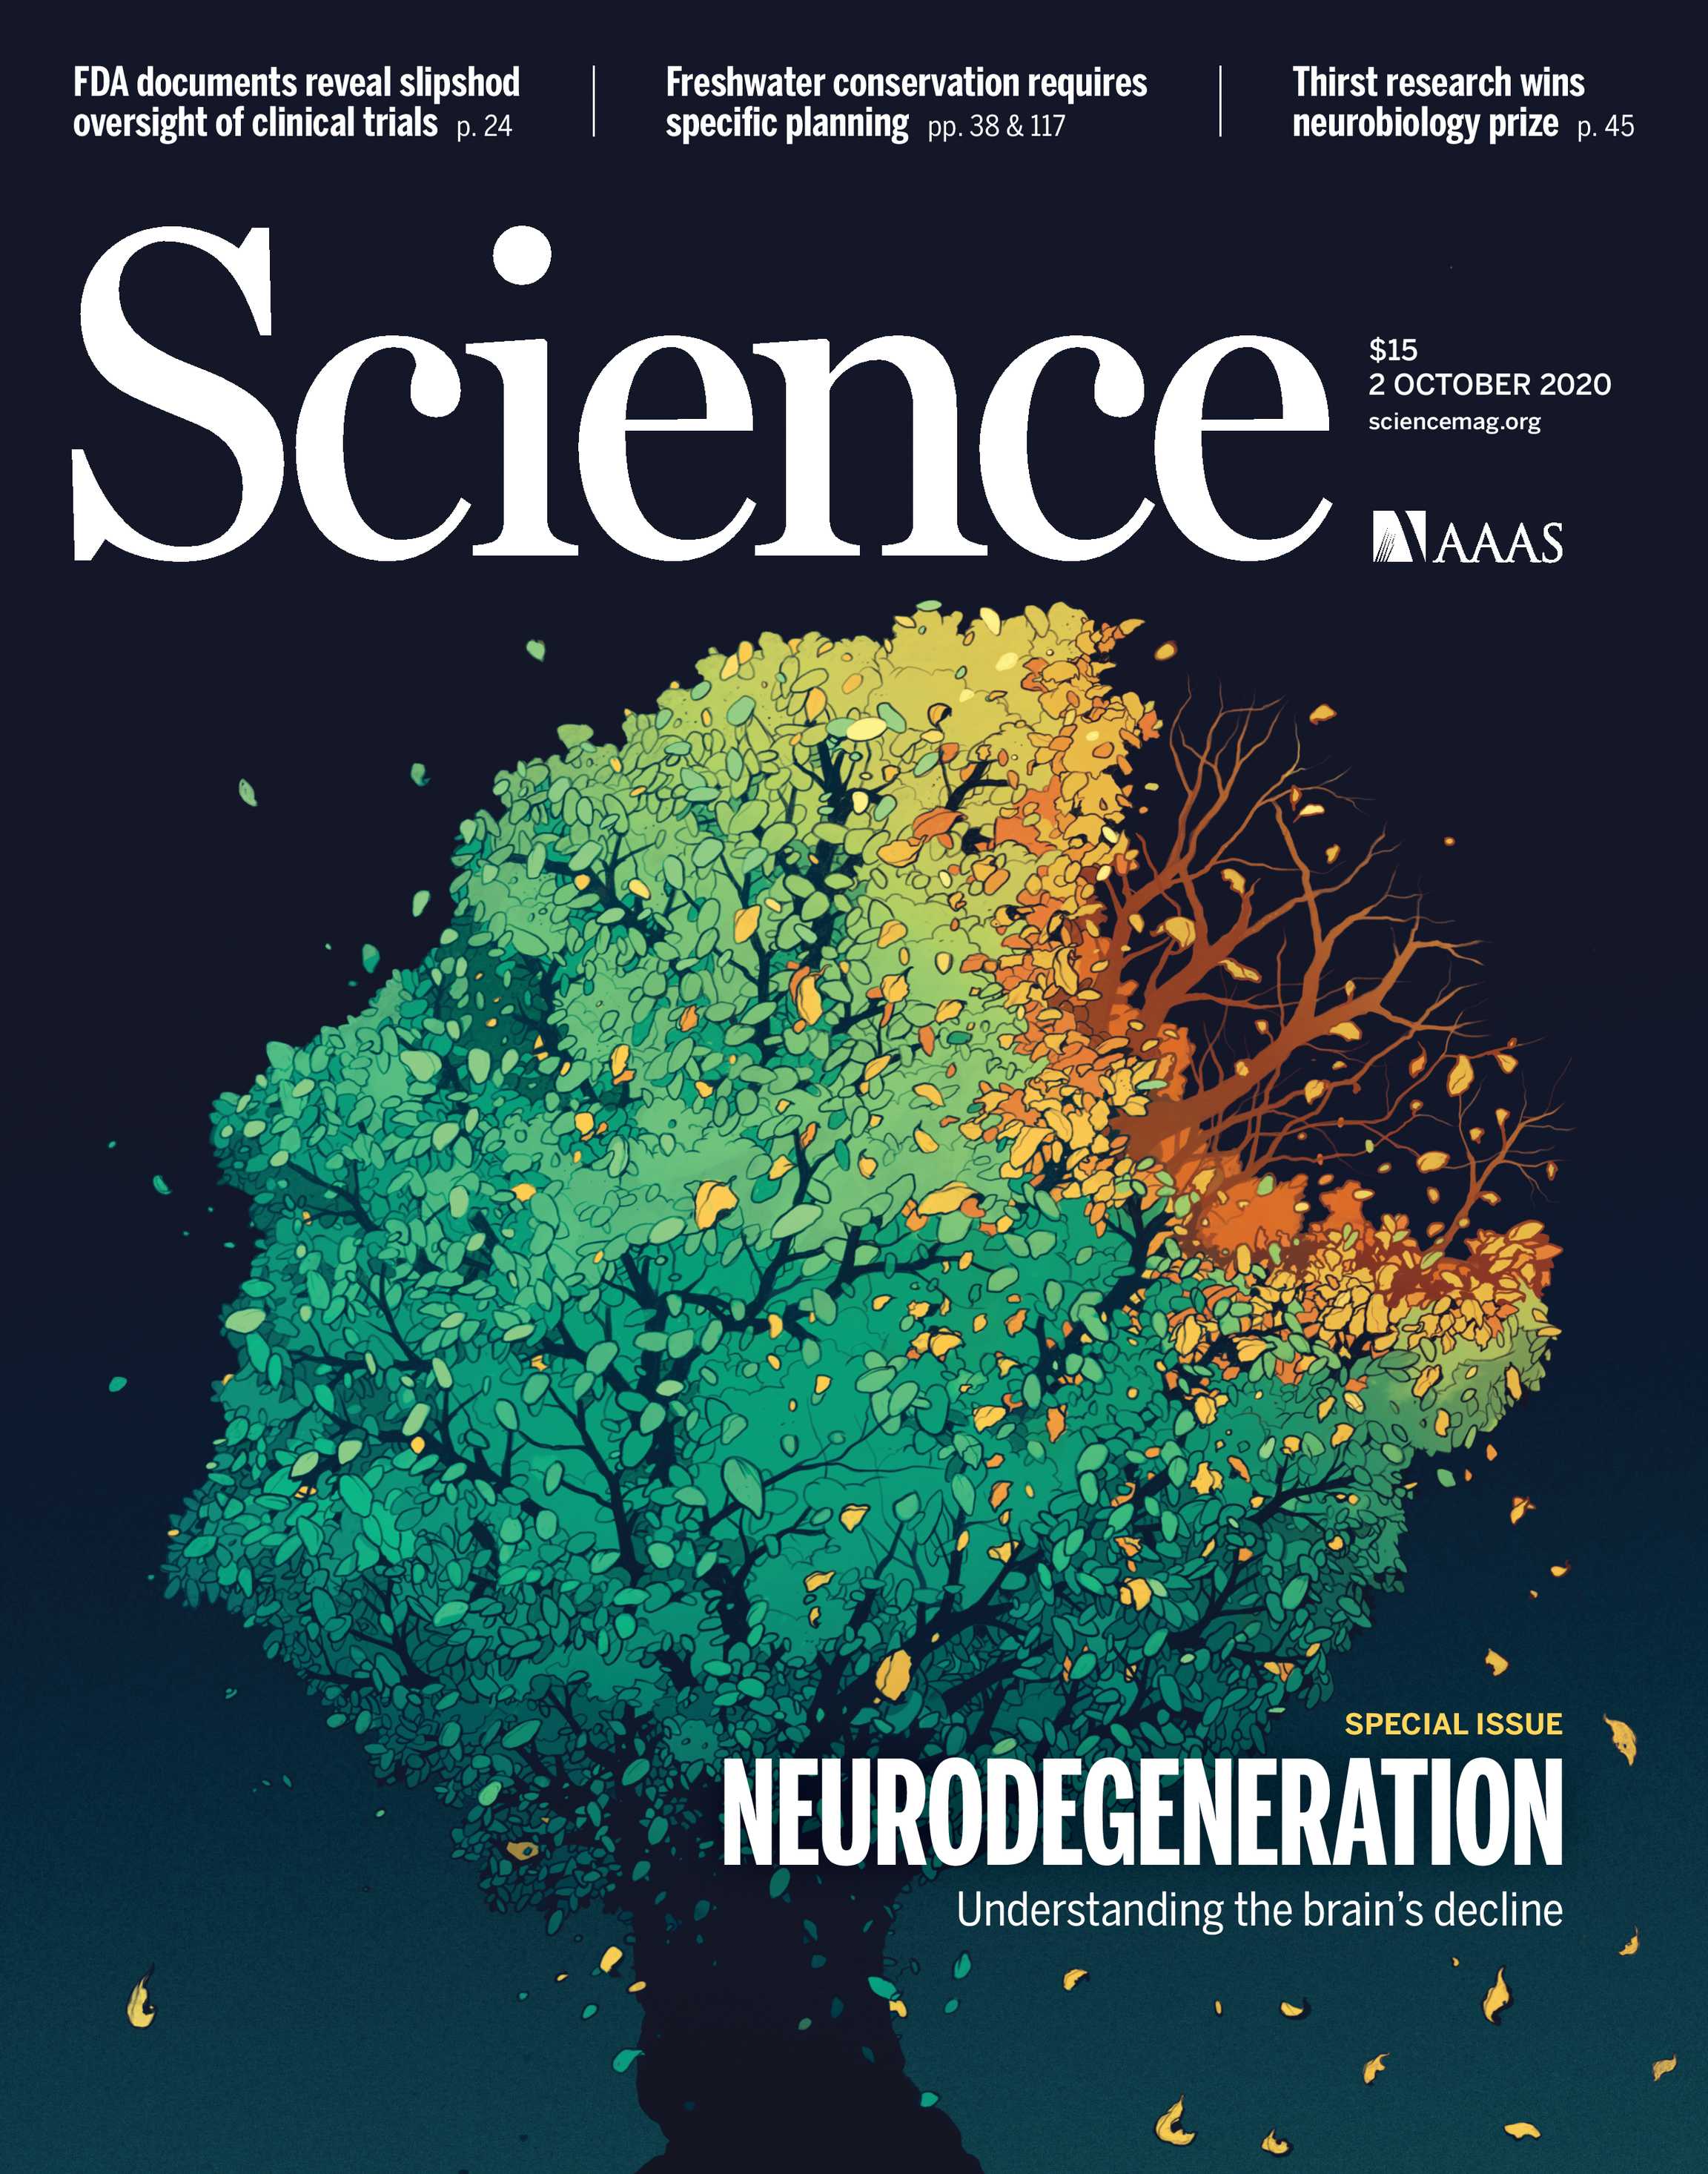 FDA documents reveal slipshod
oversight of clinical trials p. 24
Freshwater conservation requires
specific planning pp. 38 & 117
Thirst research wins
neurobiology prize p. 45
Science
$15
2 OCTOBER 2020
sciencemag.org
AAAS
SPECIAL ISSUE
NEURODEGENERATION
Understanding the brain's decline